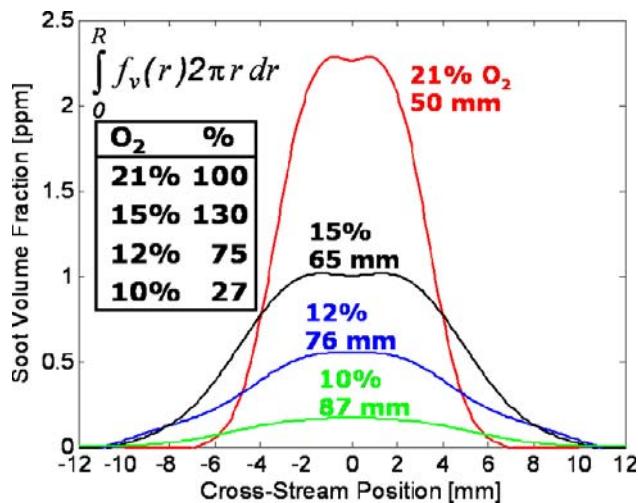 2.5
2
1.5
1
0.5
0
Soot Volume Fraction [ppm]
∫₀ᴿ f_v(r)2πr dr
O₂ %
21% 100
15% 130
12% 75
10% 27
21% O₂
50 mm
15%
65 mm
12%
76 mm
10%
87 mm
-12 -10 -8 -6 -4 -2 0 2 4 6 8 10 12
Cross-Stream Position [mm]